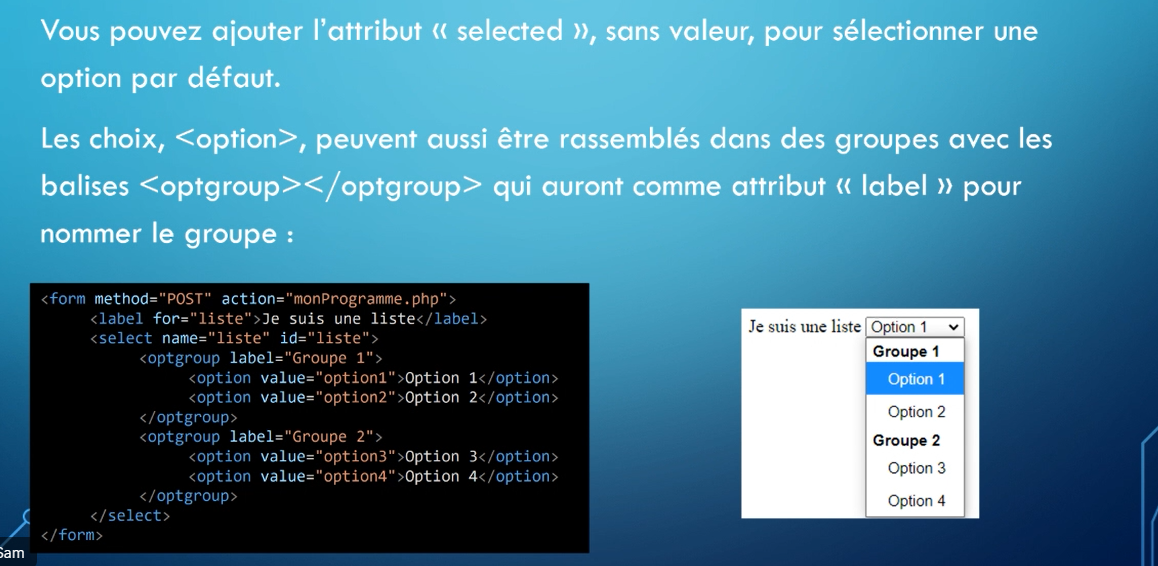 Vous pouvez ajouter l'attribut « selected », sans valeur, pour sélectionner une
option par défaut.
Les choix, <option>, peuvent aussi être rassemblés dans des groupes avec les
balises <optgroup></optgroup> qui auront comme attribut « label » pour
nommer le groupe :
<form method="POST" action="monProgramme.php">
<label for="liste">Je suis une liste</label>
<select name="liste" id="liste">
<optgroup label="Groupe 1">
<option value="option1">Option 1</option>
<option value="option2">Option 2</option>
</optgroup>
<optgroup label="Groupe 2">
<option value="option3">Option 3</option>
<option value="option4">Option 4</option>
</optgroup>
</select>
</form>
Je suis une liste Option 1
Groupe 1
Option 1
Option 2
Groupe 2
Option 3
Option 4
Sam